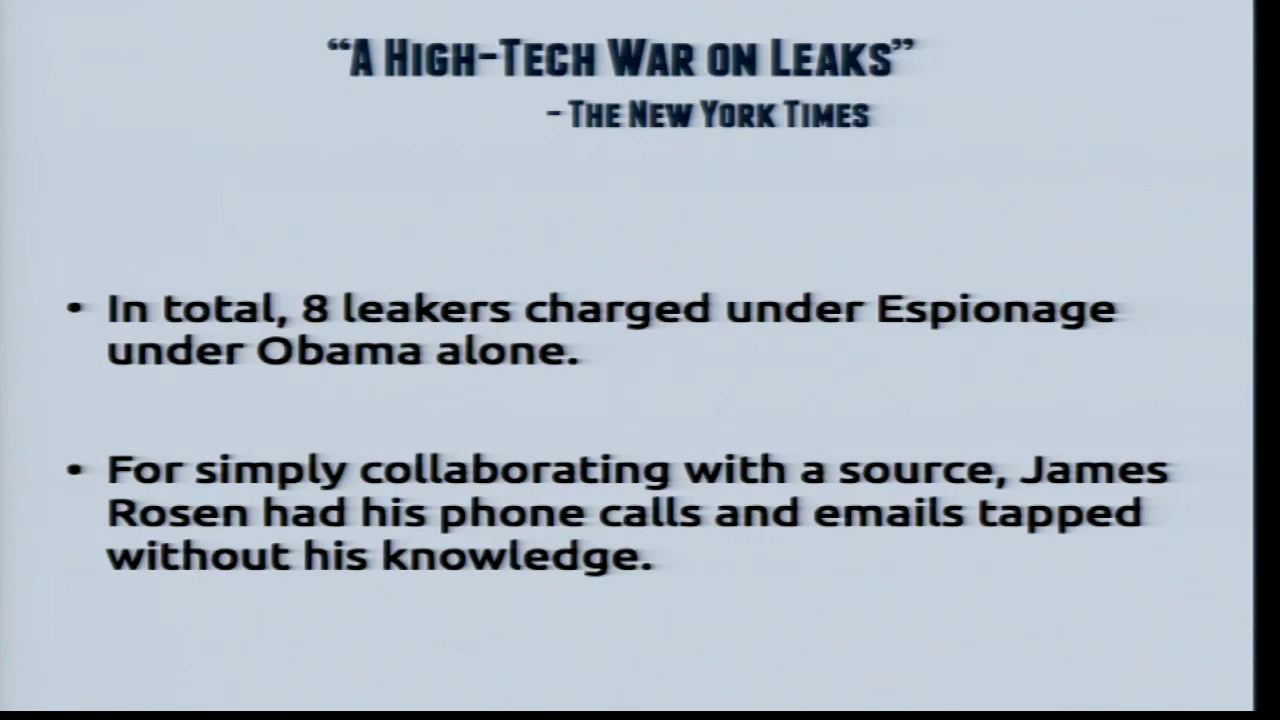 “A High-Tech War on Leaks”
- The New York Times
• In total, 8 leakers charged under Espionage
under Obama alone.
• For simply collaborating with a source, James
Rosen had his phone calls and emails tapped
without his knowledge.